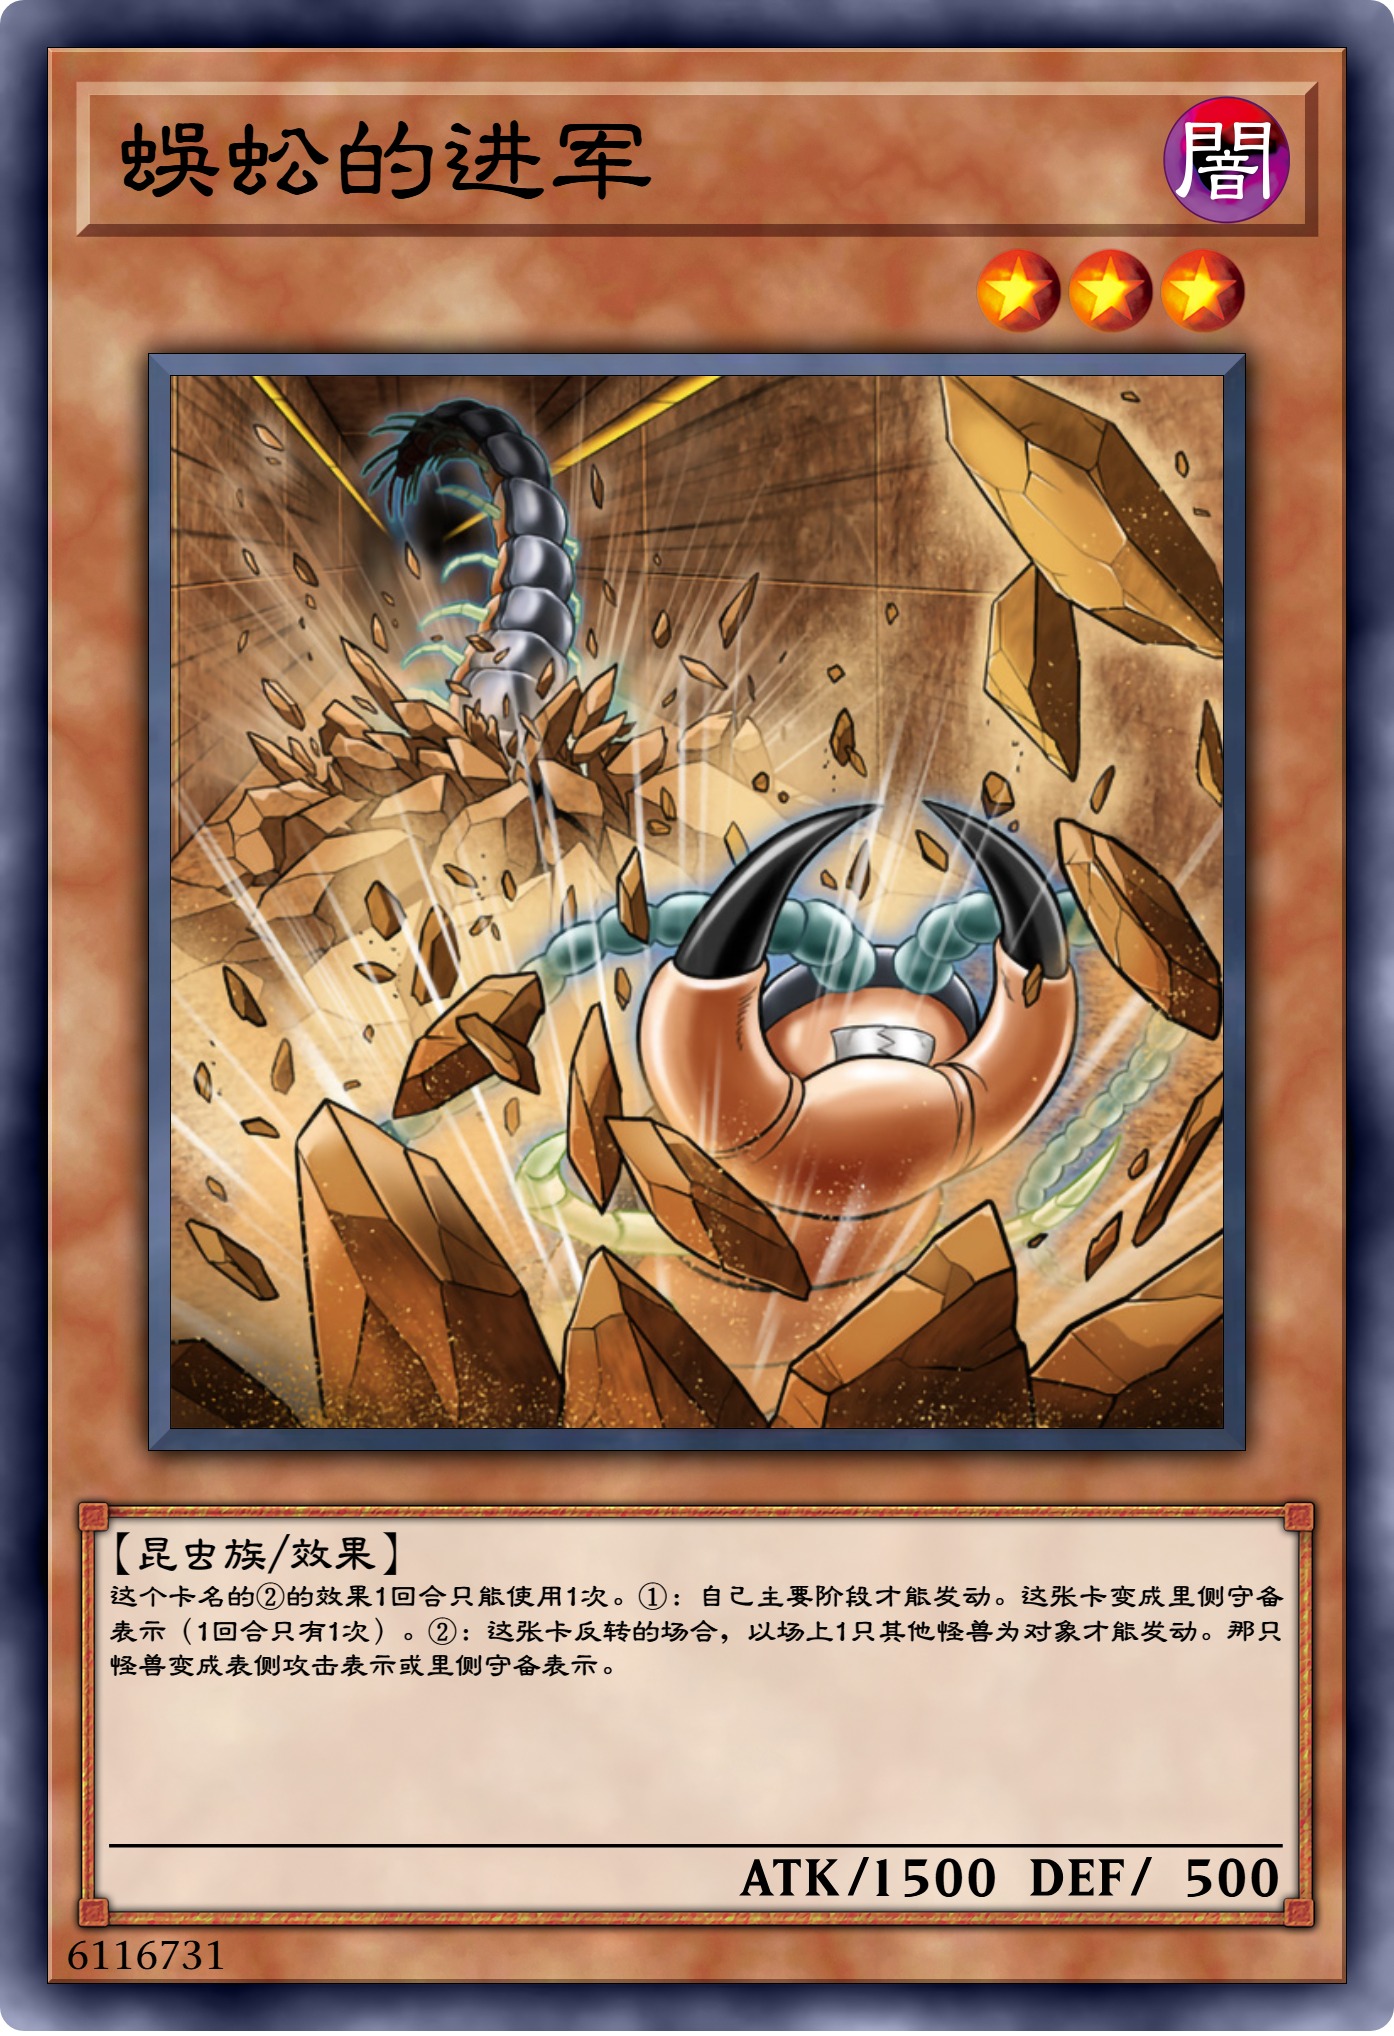 蜈蚣的进军
闇
【昆虫族/效果】
这个卡名的②的效果1回合只能使用1次。①：自己主要阶段才能发动。这张卡变成里侧守备
表示（1回合只有1次）。②：这张卡反转的场合，以场上1只其他怪兽为对象才能发动。那只
怪兽变成表侧攻击表示或里侧守备表示。
ATK/1500 DEF/ 500
6116731